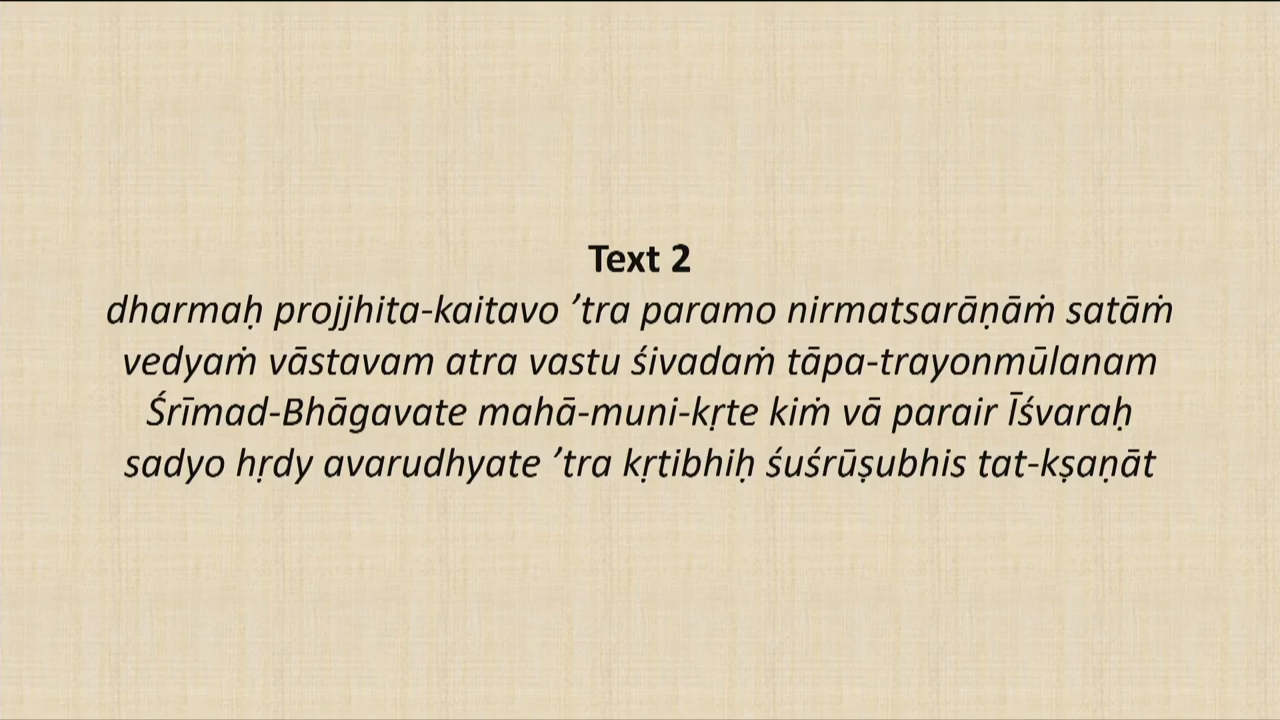 Text 2
dharmaḥ projjhita-kaitavo ’tra paramo nirmatsarāṇāṁ satāṁ
vedyaṁ vāstavam atra vastu śivadaṁ tāpa-trayonmūlanam
Śrīmad-Bhāgavate mahā-muni-kṛte kiṁ vā parair Īśvaraḥ
sadyo hṛdy avarudhyate ’tra kṛtibhiḥ śuśrūṣubhis tat-kṣaṇāt